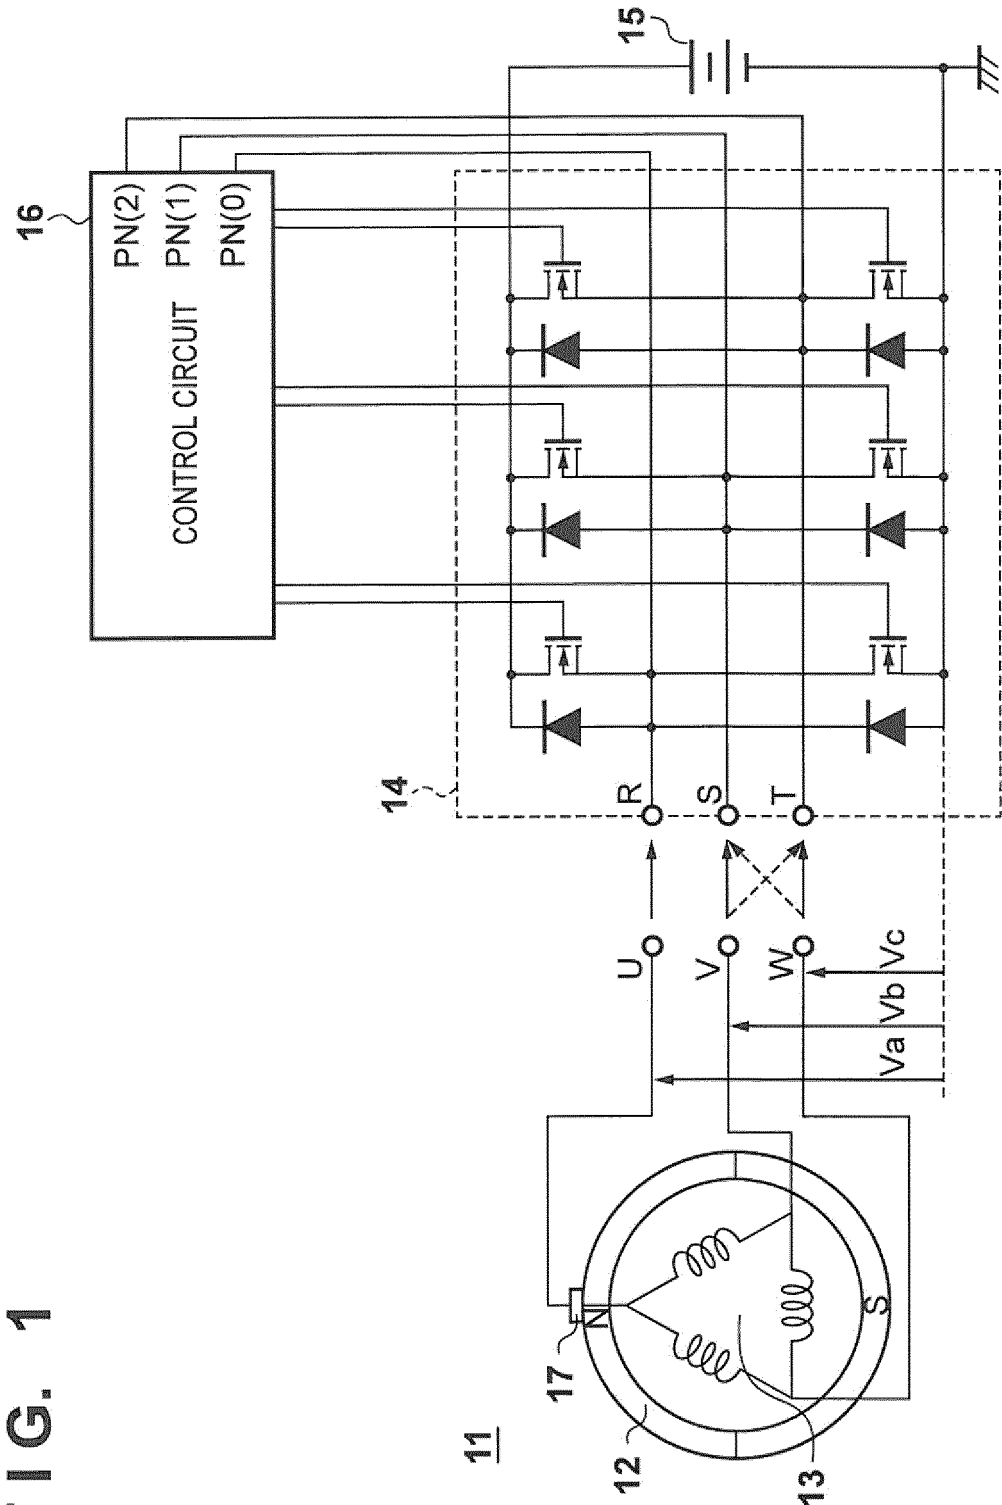 FIG. 1
16
CONTROL CIRCUIT
PN(2)
PN(1)
PN(0)
15
14
R
S
T
U
V
W
Va
Vb
Vc
11
12
13
17
N
S